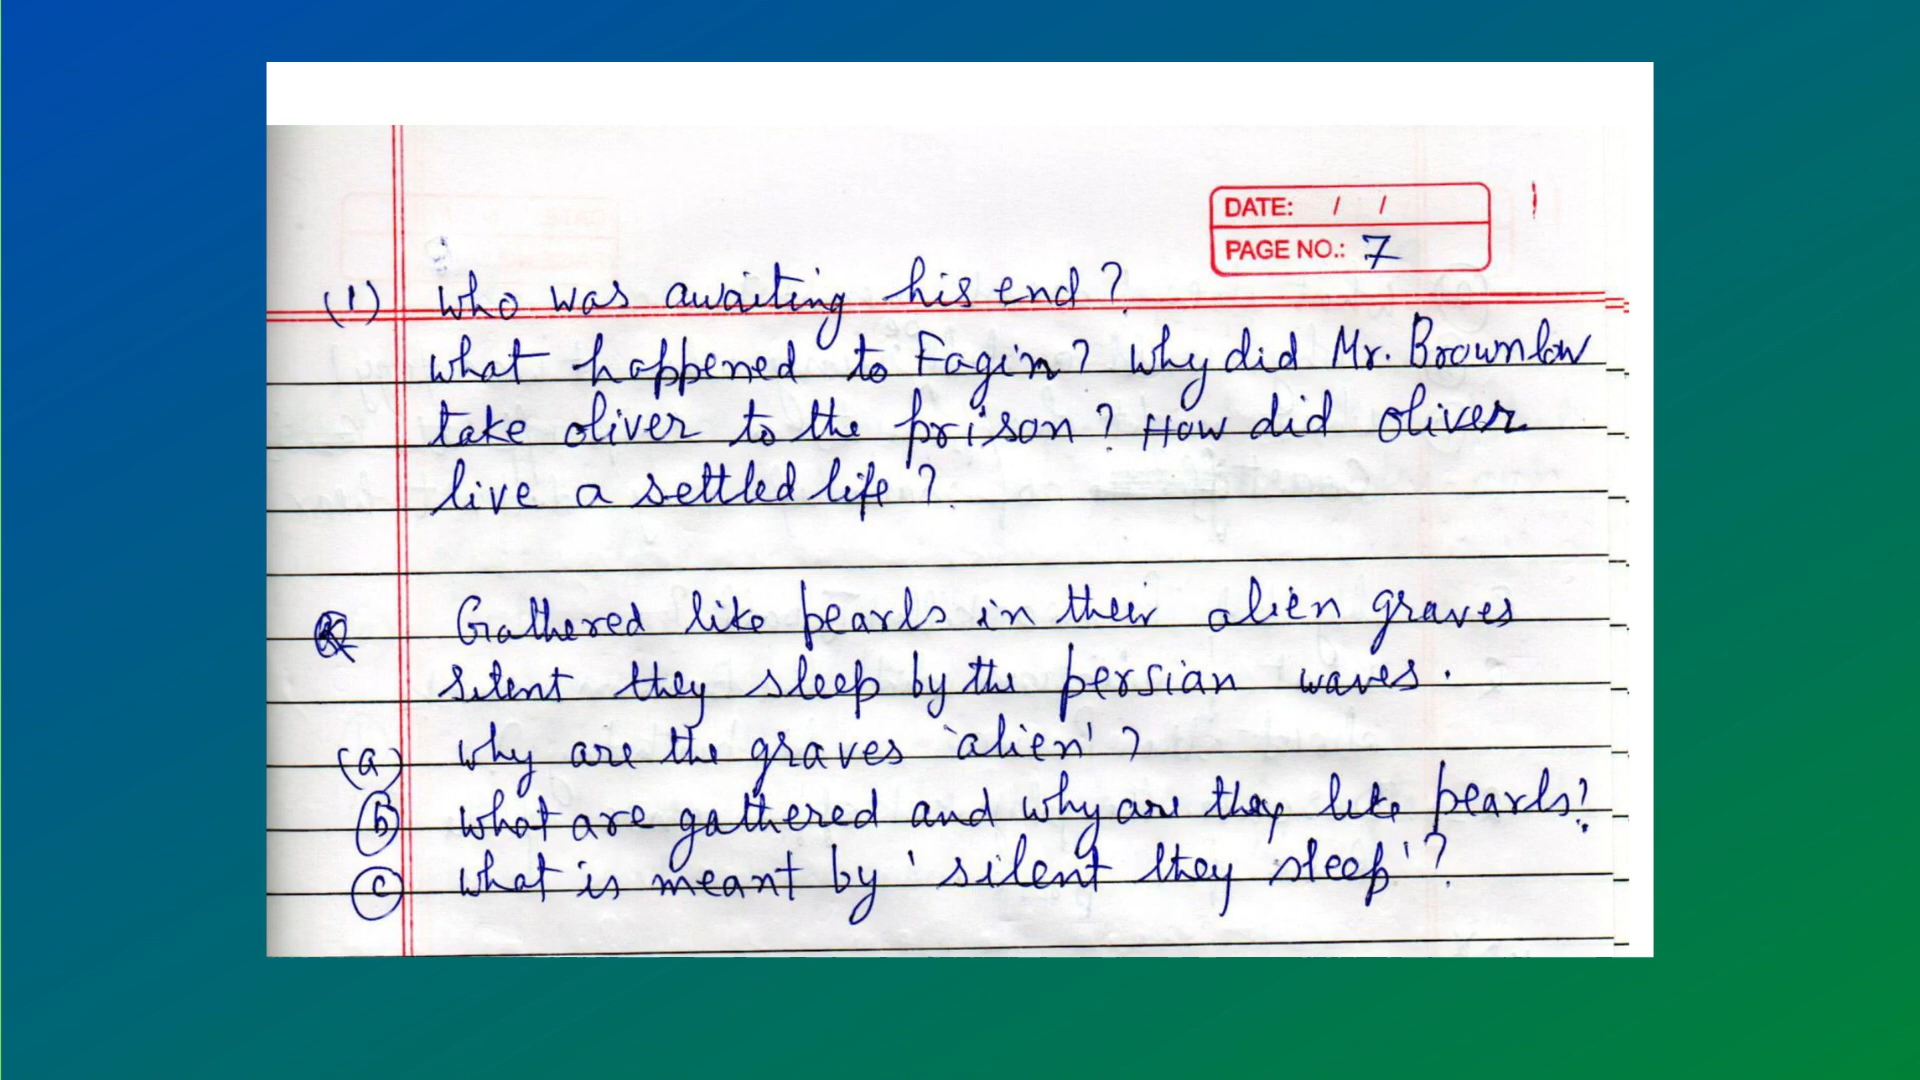 DATE: / /
PAGE NO.: 7
(1) Who was awaiting his end?
What happened to Fagin? Why did Mr. Brownlow
take oliver to the prison? How did oliver
live a settled life?
Gathered like pearls in their alien graves
Silent they sleep by the persian waves.
(a) Why are the graves 'alien'?
(b) What are gathered and why are they like pearls?
(c) What is meant by 'silent they sleep'?